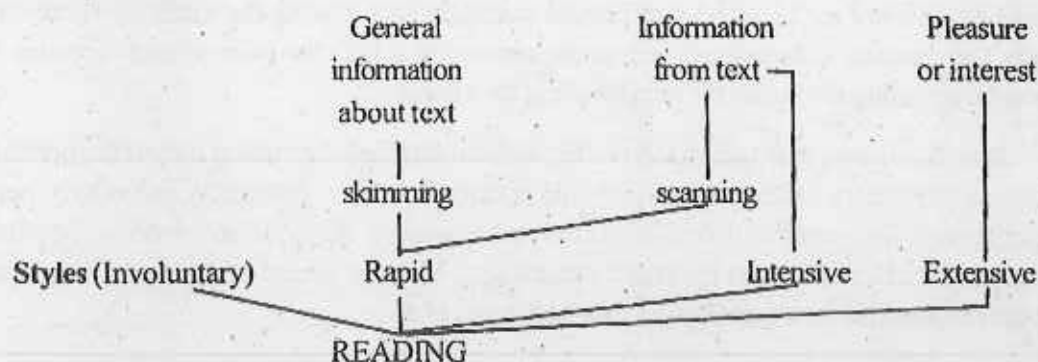 General Information Pleasure
information from text or interest
about text
skimming scanning
Styles (Involuntary) Rapid Intensive Extensive
READING